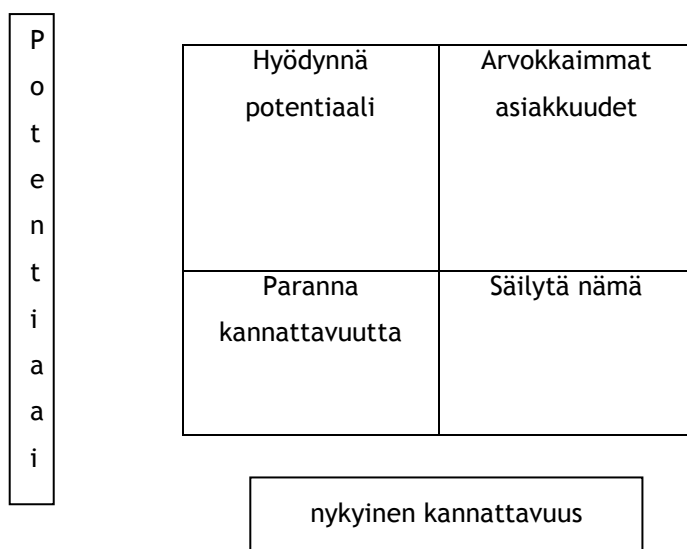 Potentiaai
Hyödynnä
potentiaali
Arvokkaimmat
asiakkuudet
Paranna
kannattavuutta
Säilytä nämä
nykyinen kannattavuus